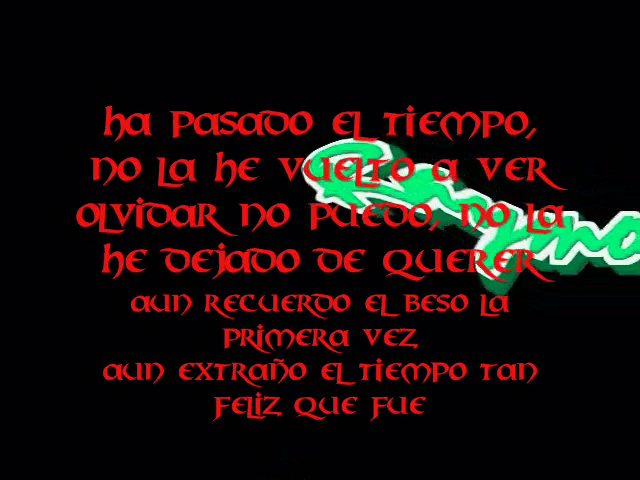 ha pasado el tiempo,
no la he vuelto a ver
olvidar no puedo, no la
he dejado de querer
aun recuerdo el beso la
primera vez
aun extraño el tiempo tan
feliz que fue